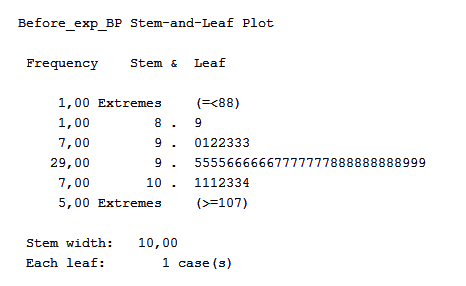 Before_exp_BP Stem-and-Leaf Plot
Frequency Stem & Leaf
1,00 Extremes (=<88)
1,00 8 . 9
7,00 9 . 0122333
29,00 9 . 55556666667777777888888888999
7,00 10 . 1112334
5,00 Extremes (>=107)
Stem width: 10,00
Each leaf: 1 case(s)